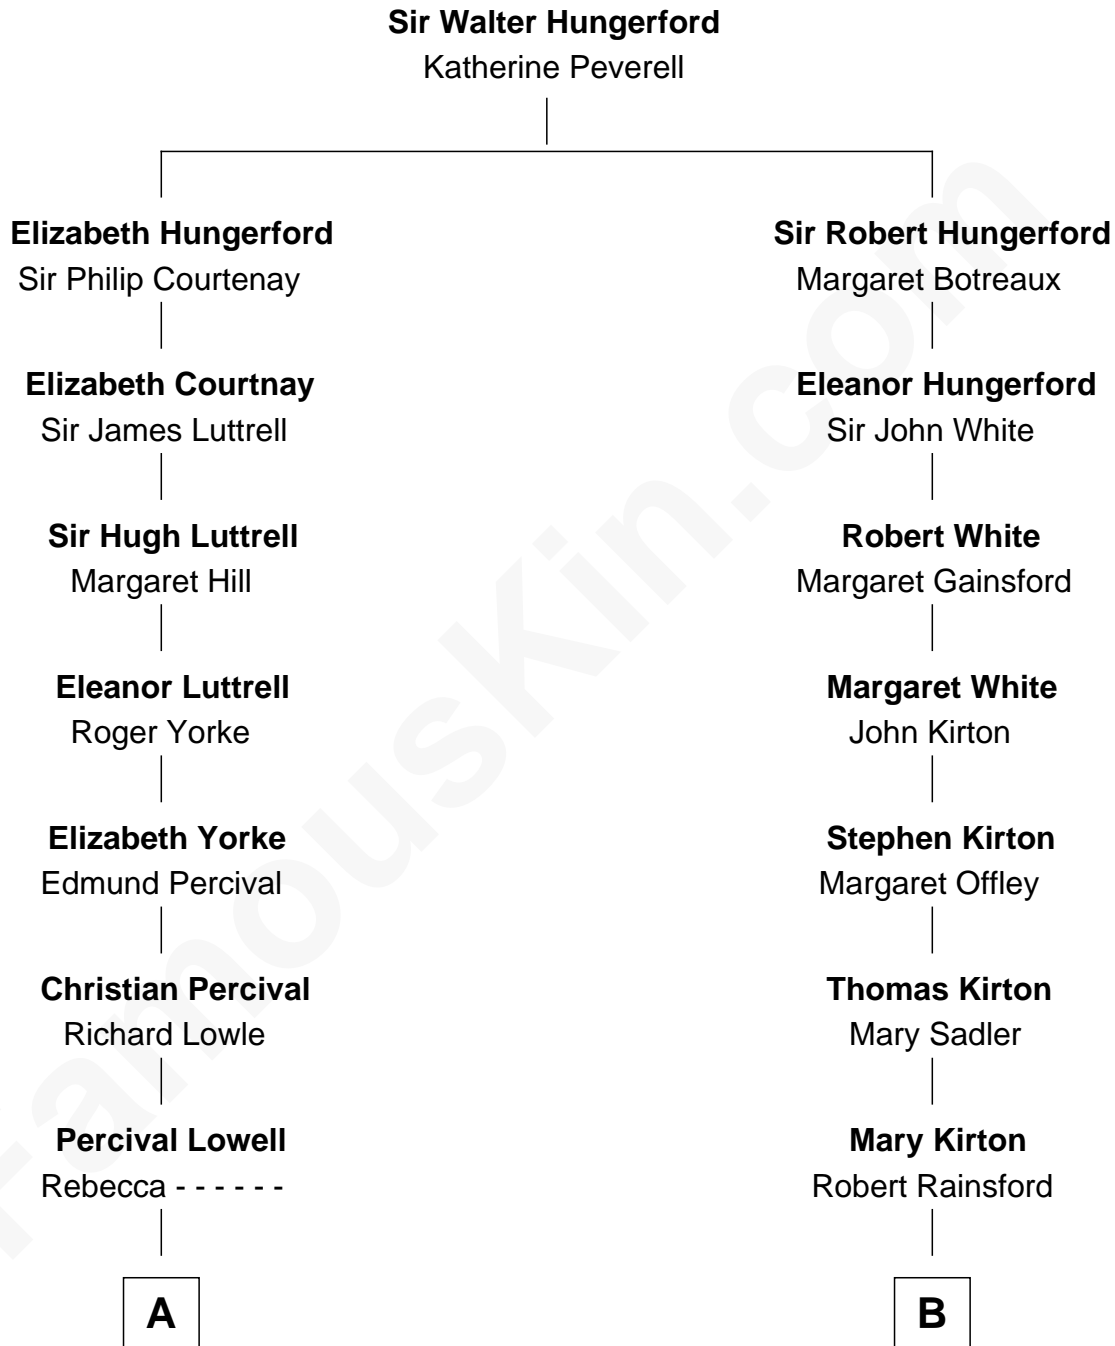 Sir Walter Hungerford
Katherine Peverell
Elizabeth Hungerford
Sir Philip Courtenay
Sir Robert Hungerford
Margaret Botreaux
Elizabeth Courtnay
Sir James Luttrell
Eleanor Hungerford
Sir John White
Sir Hugh Luttrell
Margaret Hill
Robert White
Margaret Gainsford
Eleanor Luttrell
Roger Yorke
Margaret White
John Kirton
Elizabeth Yorke
Edmund Percival
Stephen Kirton
Margaret Offley
Christian Percival
Richard Lowle
Thomas Kirton
Mary Sadler
Percival Lowell
Rebecca - - - - - -
Mary Kirton
Robert Rainsford
A
B
FamousKin.com